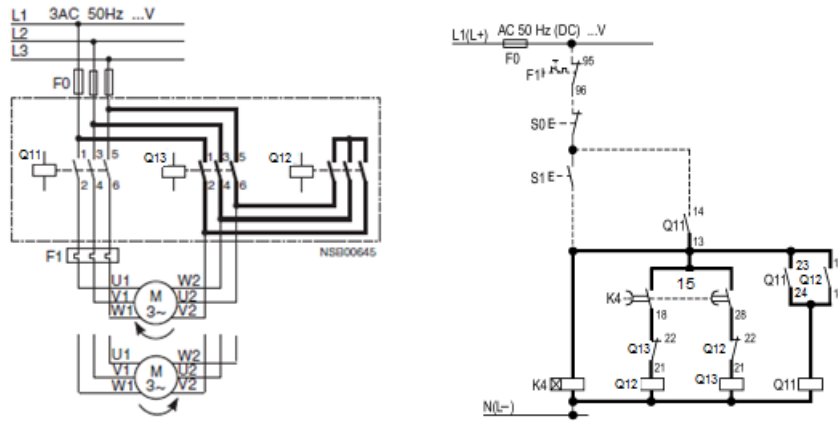 L1 3AC 50Hz ...V
L2
L3
F0
Q11
1 3 5
2 4 6
Q13
1 3 5
2 4 6
Q12
NSB00645
F1
U1 W2
V1 M U2
W1 3~ V2
U1 W2
V1 M U2
W1 3~ V2
L1(L+) AC 50 Hz (DC) ...V
F0
F1 95
96
S0 E
S1 E
Q11 14
13
15
K4
18 28
Q11 23
24
Q12 1
1
Q13 22
21
Q12 22
21
K4 Q12 Q13 Q11
N(L–)